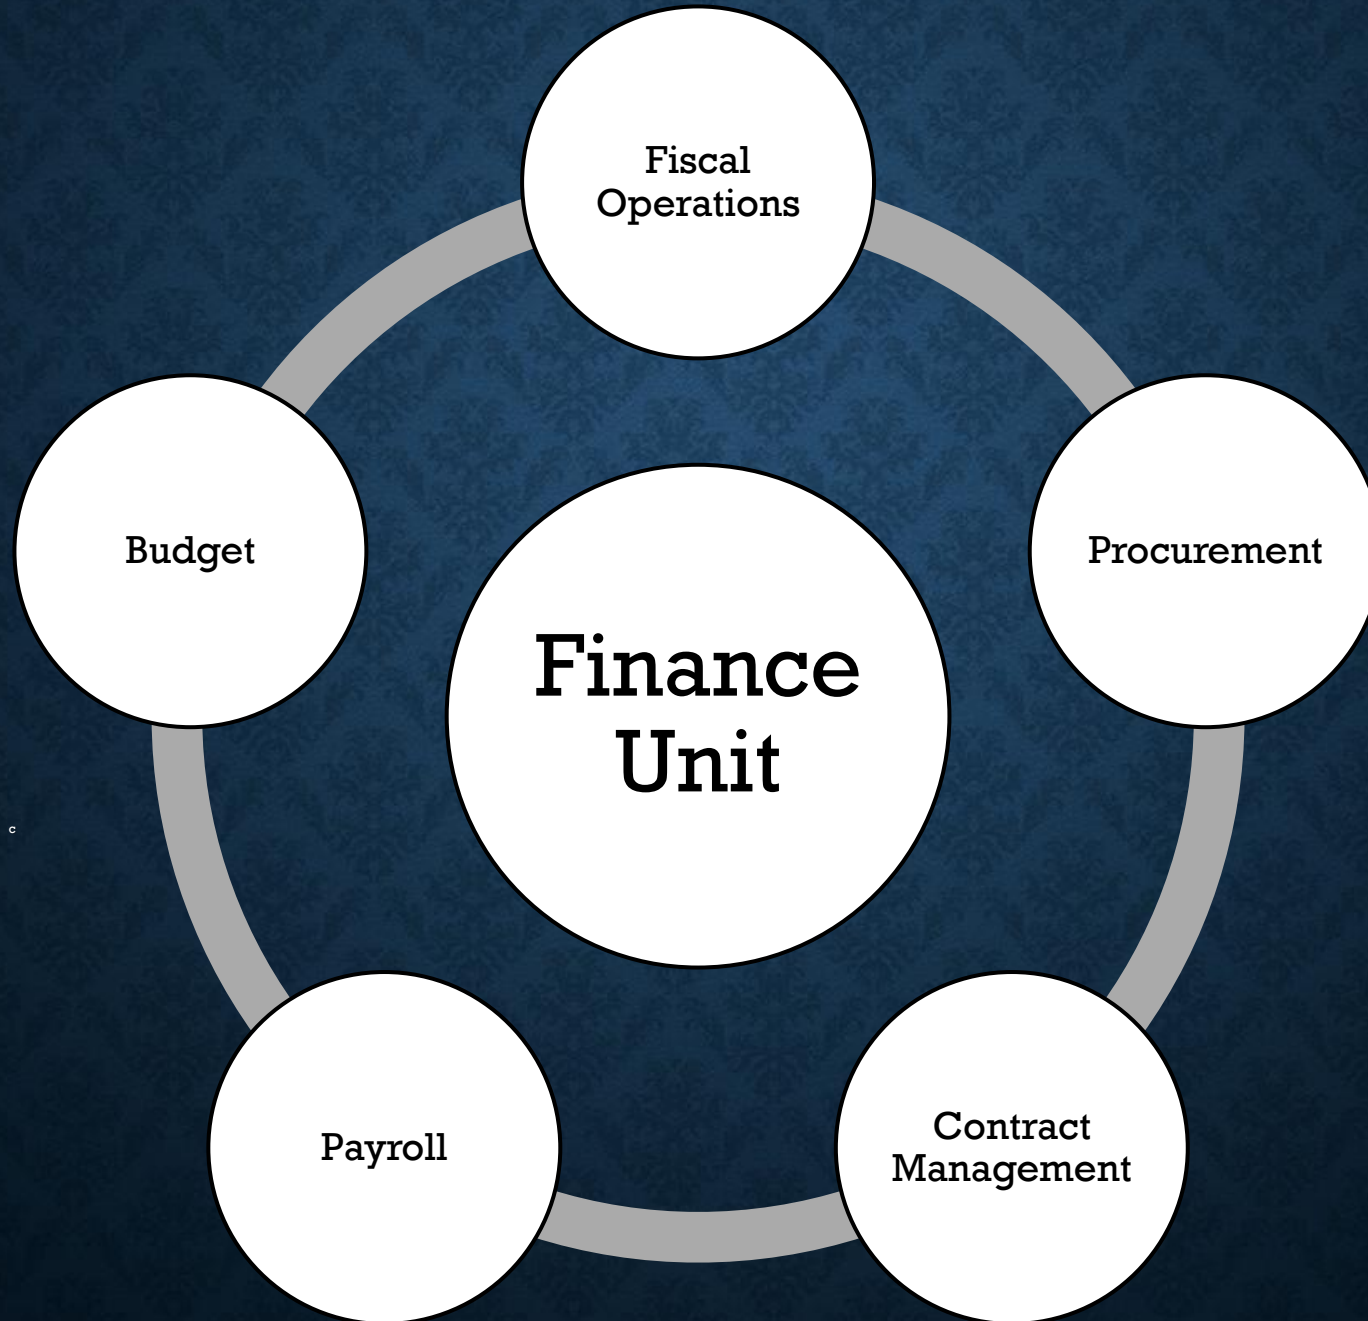 Fiscal
Operations
Budget
Procurement
Finance
Unit
c
Payroll
Contract
Management